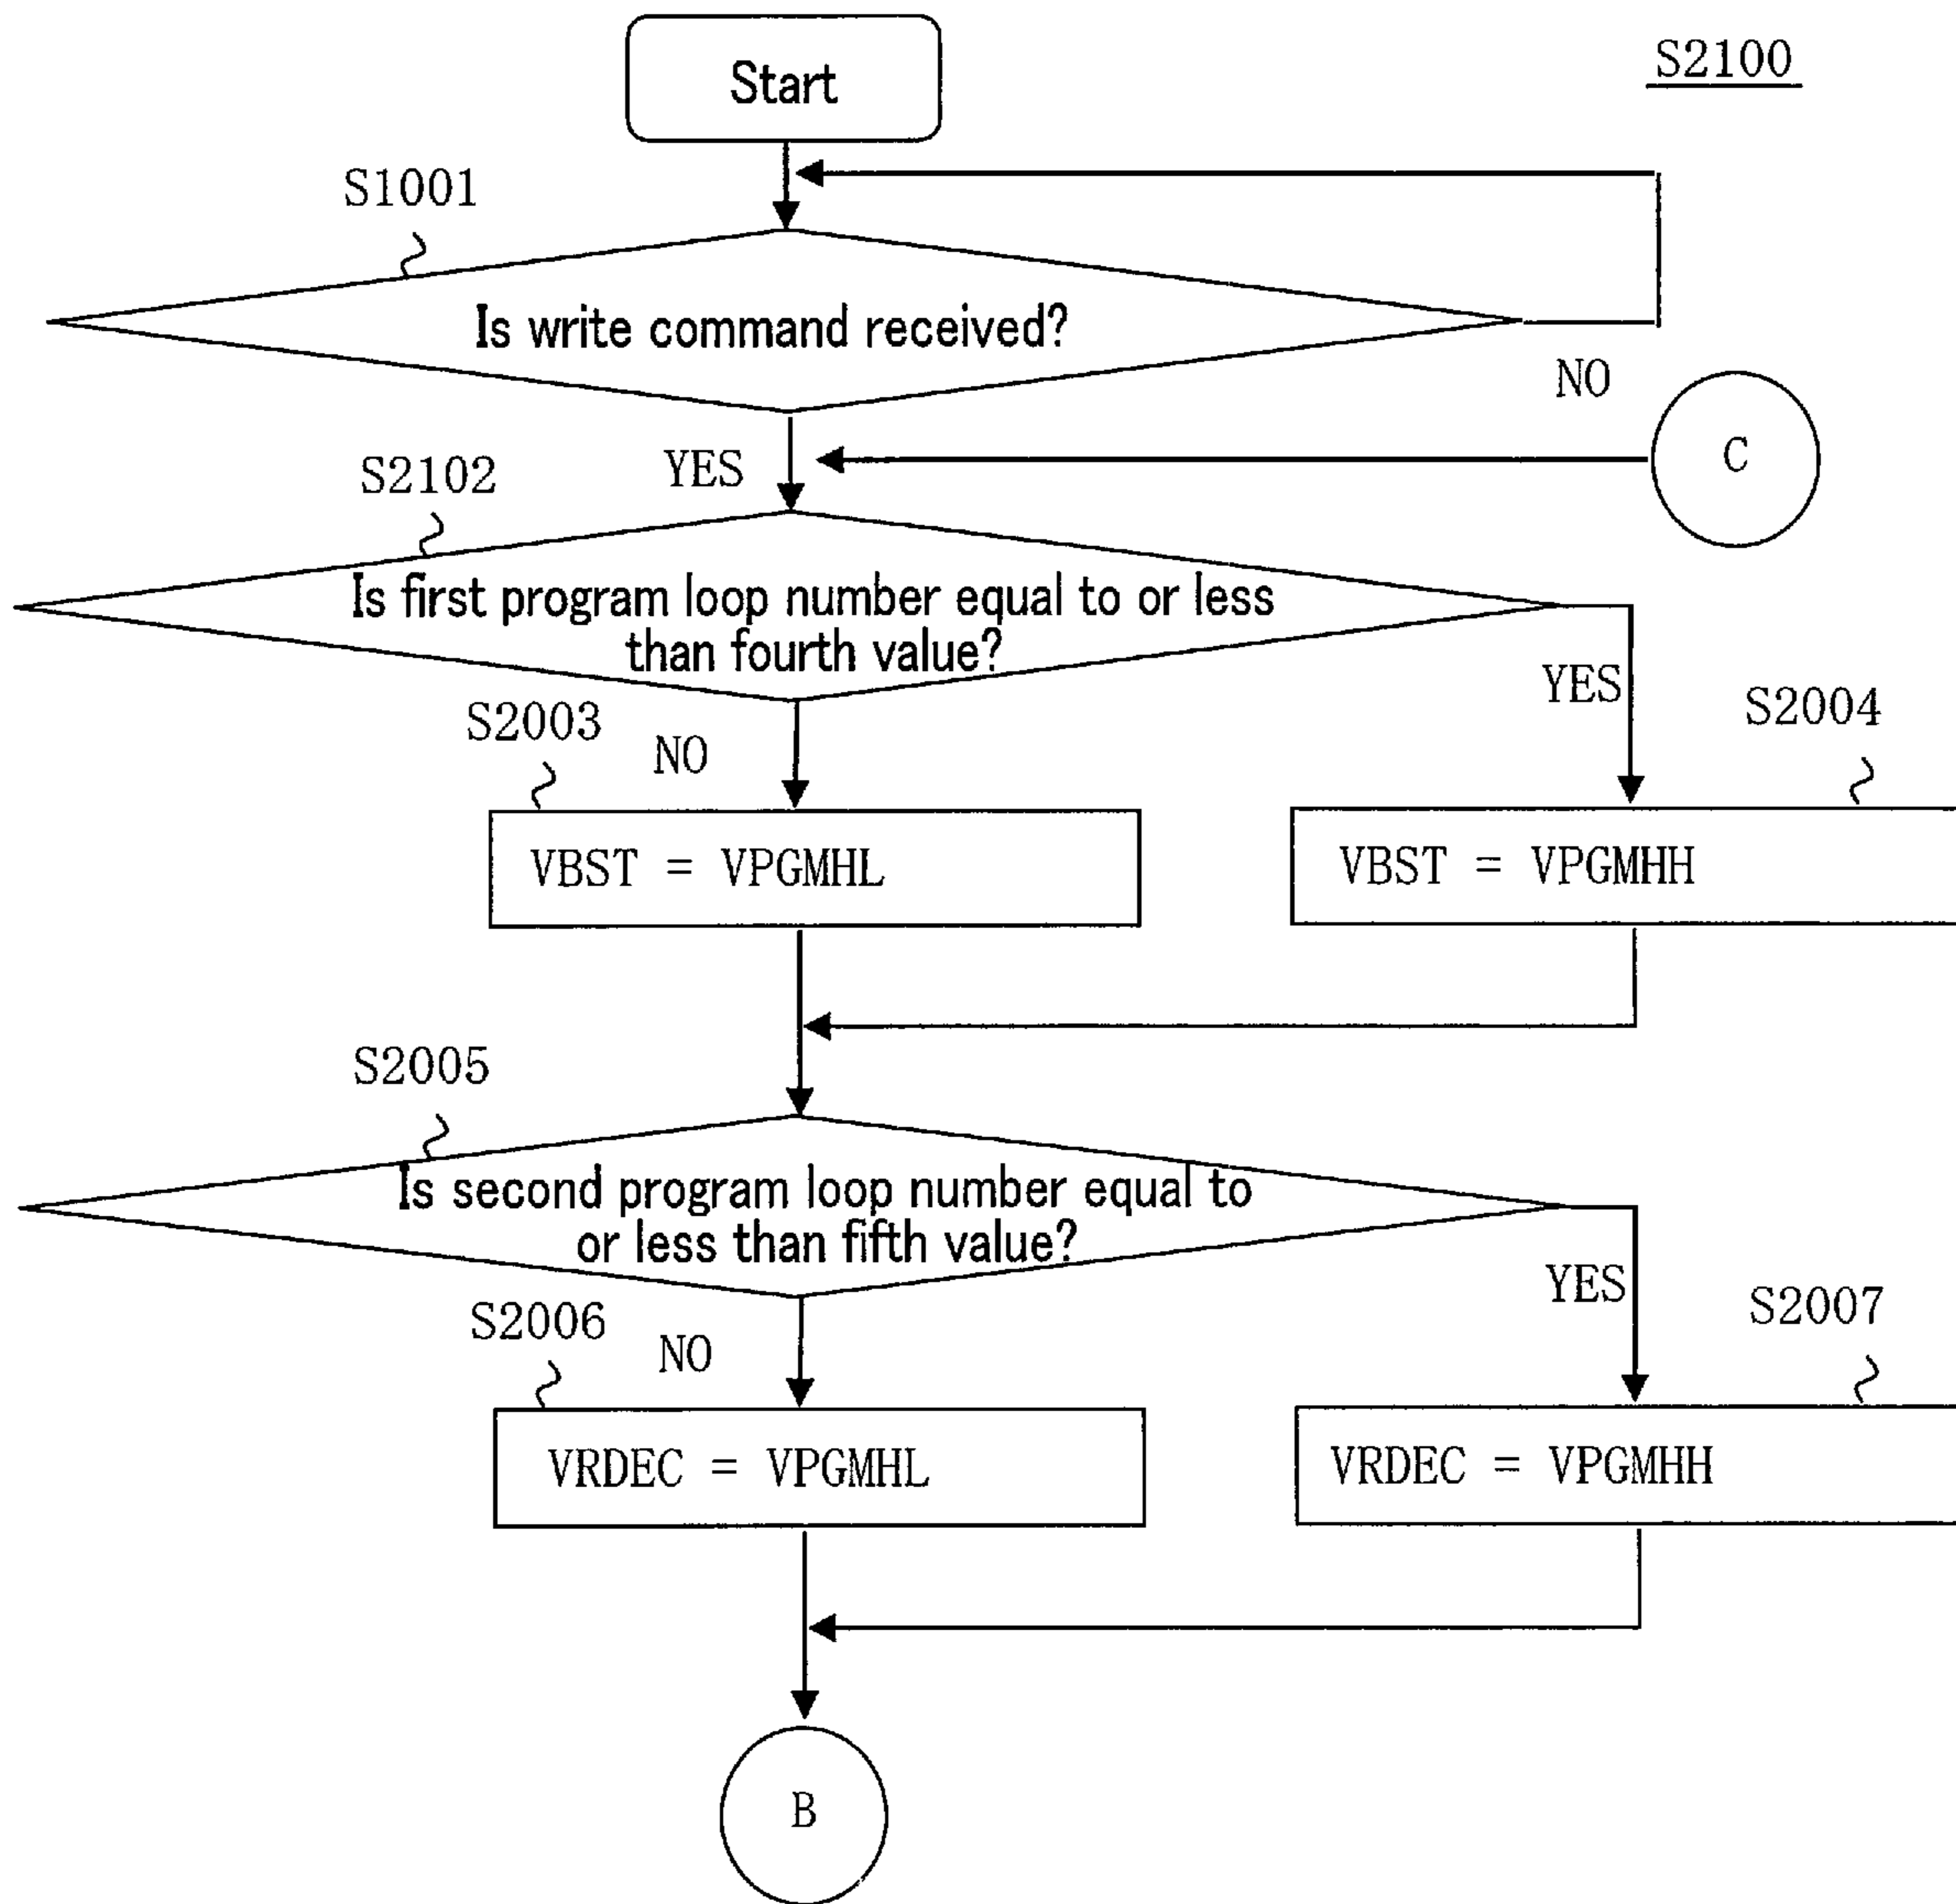 Start
S2100
S1001
Is write command received?
NO
C
YES
S2102
Is first program loop number equal to or less
than fourth value?
YES
S2003
NO
S2004
VBST = VPGMHL
VBST = VPGMHH
S2005
Is second program loop number equal to
or less than fifth value?
YES
S2006
NO
S2007
VRDEC = VPGMHL
VRDEC = VPGMHH
B